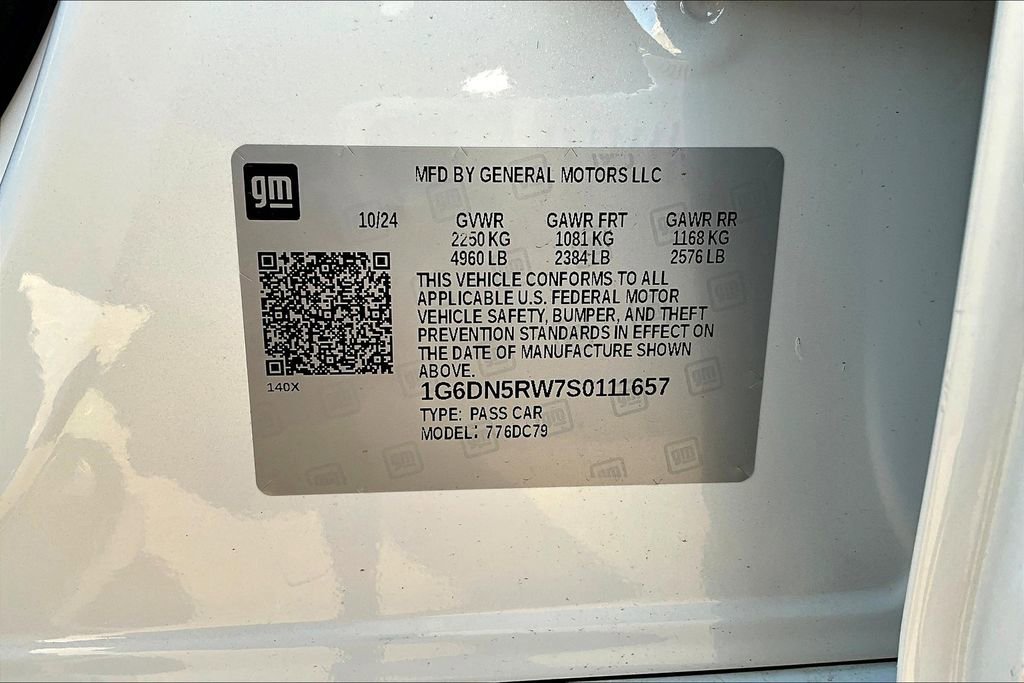 gm
MFD BY GENERAL MOTORS LLC
10/24 GVWR GAWR FRT GAWR RR
2250 KG 1081 KG 1168 KG
4960 LB 2384 LB 2576 LB
THIS VEHICLE CONFORMS TO ALL
APPLICABLE U.S. FEDERAL MOTOR
VEHICLE SAFETY, BUMPER, AND THEFT
PREVENTION STANDARDS IN EFFECT ON
THE DATE OF MANUFACTURE SHOWN
ABOVE.
140X
1G6DN5RW7S0111657
TYPE: PASS CAR
MODEL: 776DC79